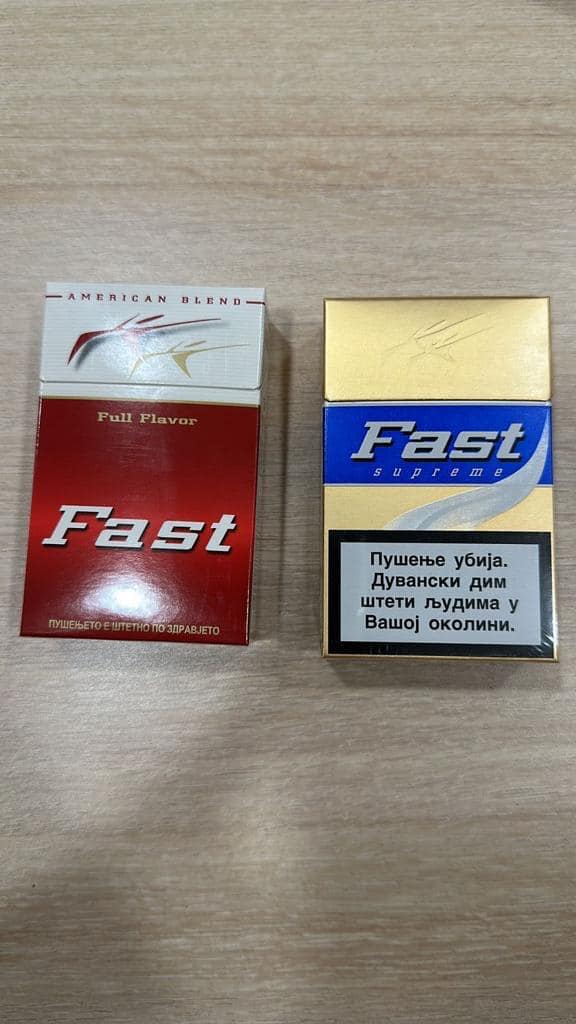 AMERICAN BLEND
Full Flavor
Fast
ПУШЕЊЕТО Е ШТЕТНО ПО ЗДРАВЈЕТО
Fast
supreme
Пушење убија.
Дувански дим
штети људима у
Вашој околини.